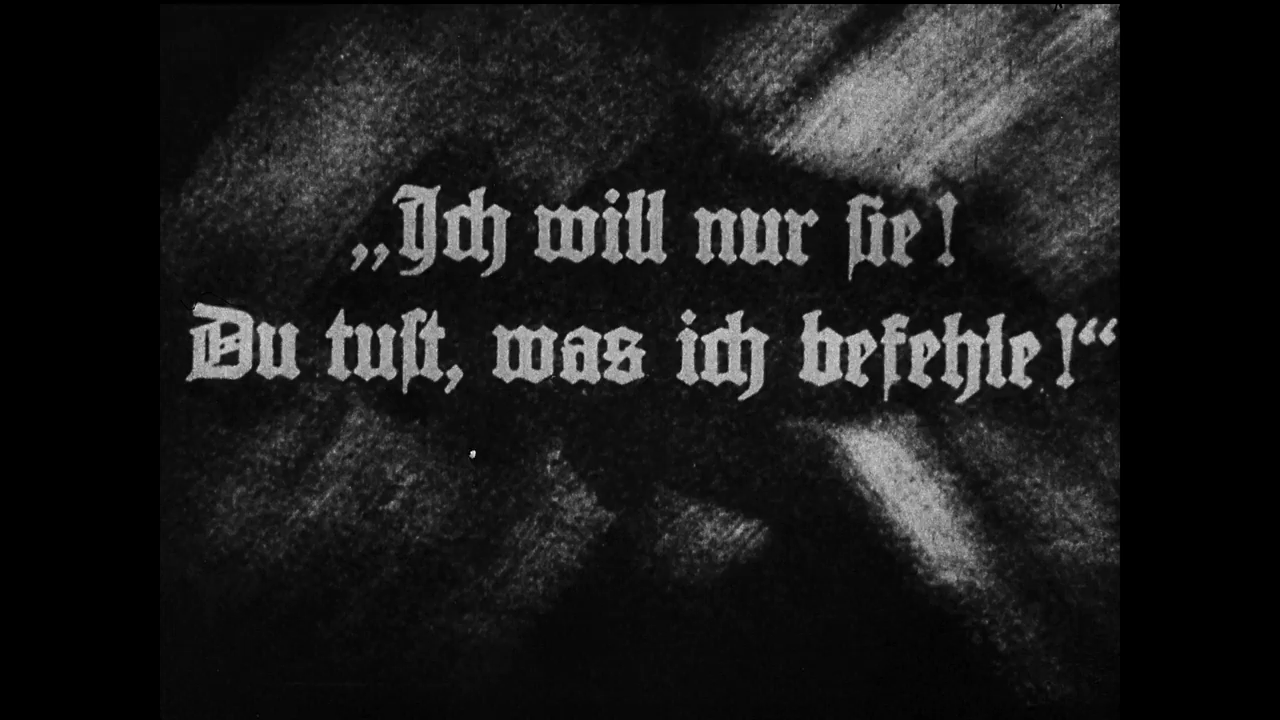 „Ich will nur sie!
Du tust, was ich befehle!“